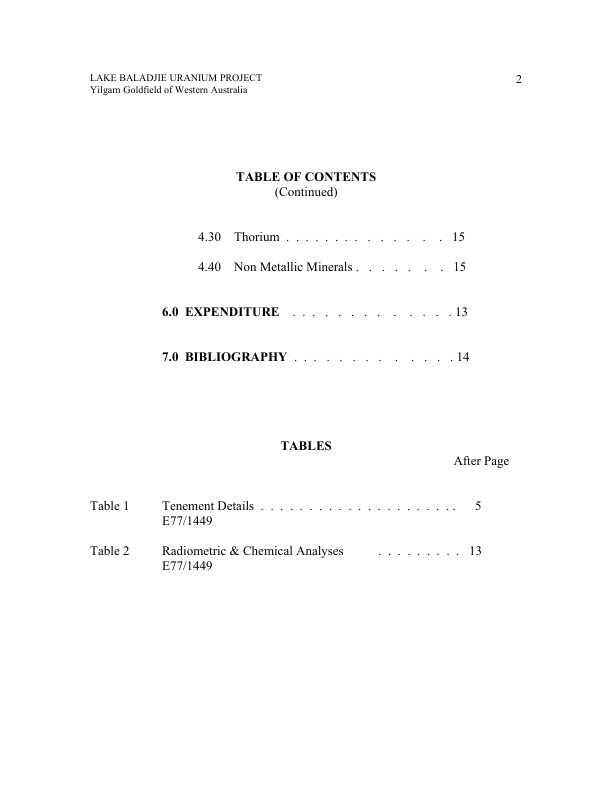 LAKE BALADJIE URANIUM PROJECT 2
Yilgarn Goldfield of Western Australia
TABLE OF CONTENTS
(Continued)
4.30 Thorium . . . . . . . . . . . . . . 15
4.40 Non Metallic Minerals . . . . . . . 15
6.0 EXPENDITURE . . . . . . . . . . . . . 13
7.0 BIBLIOGRAPHY . . . . . . . . . . . . . 14
TABLES
After Page
Table 1 Tenement Details . . . . . . . . . . . . . . . . . . . . . . 5
E77/1449
Table 2 Radiometric & Chemical Analyses . . . . . . . . . 13
E77/1449